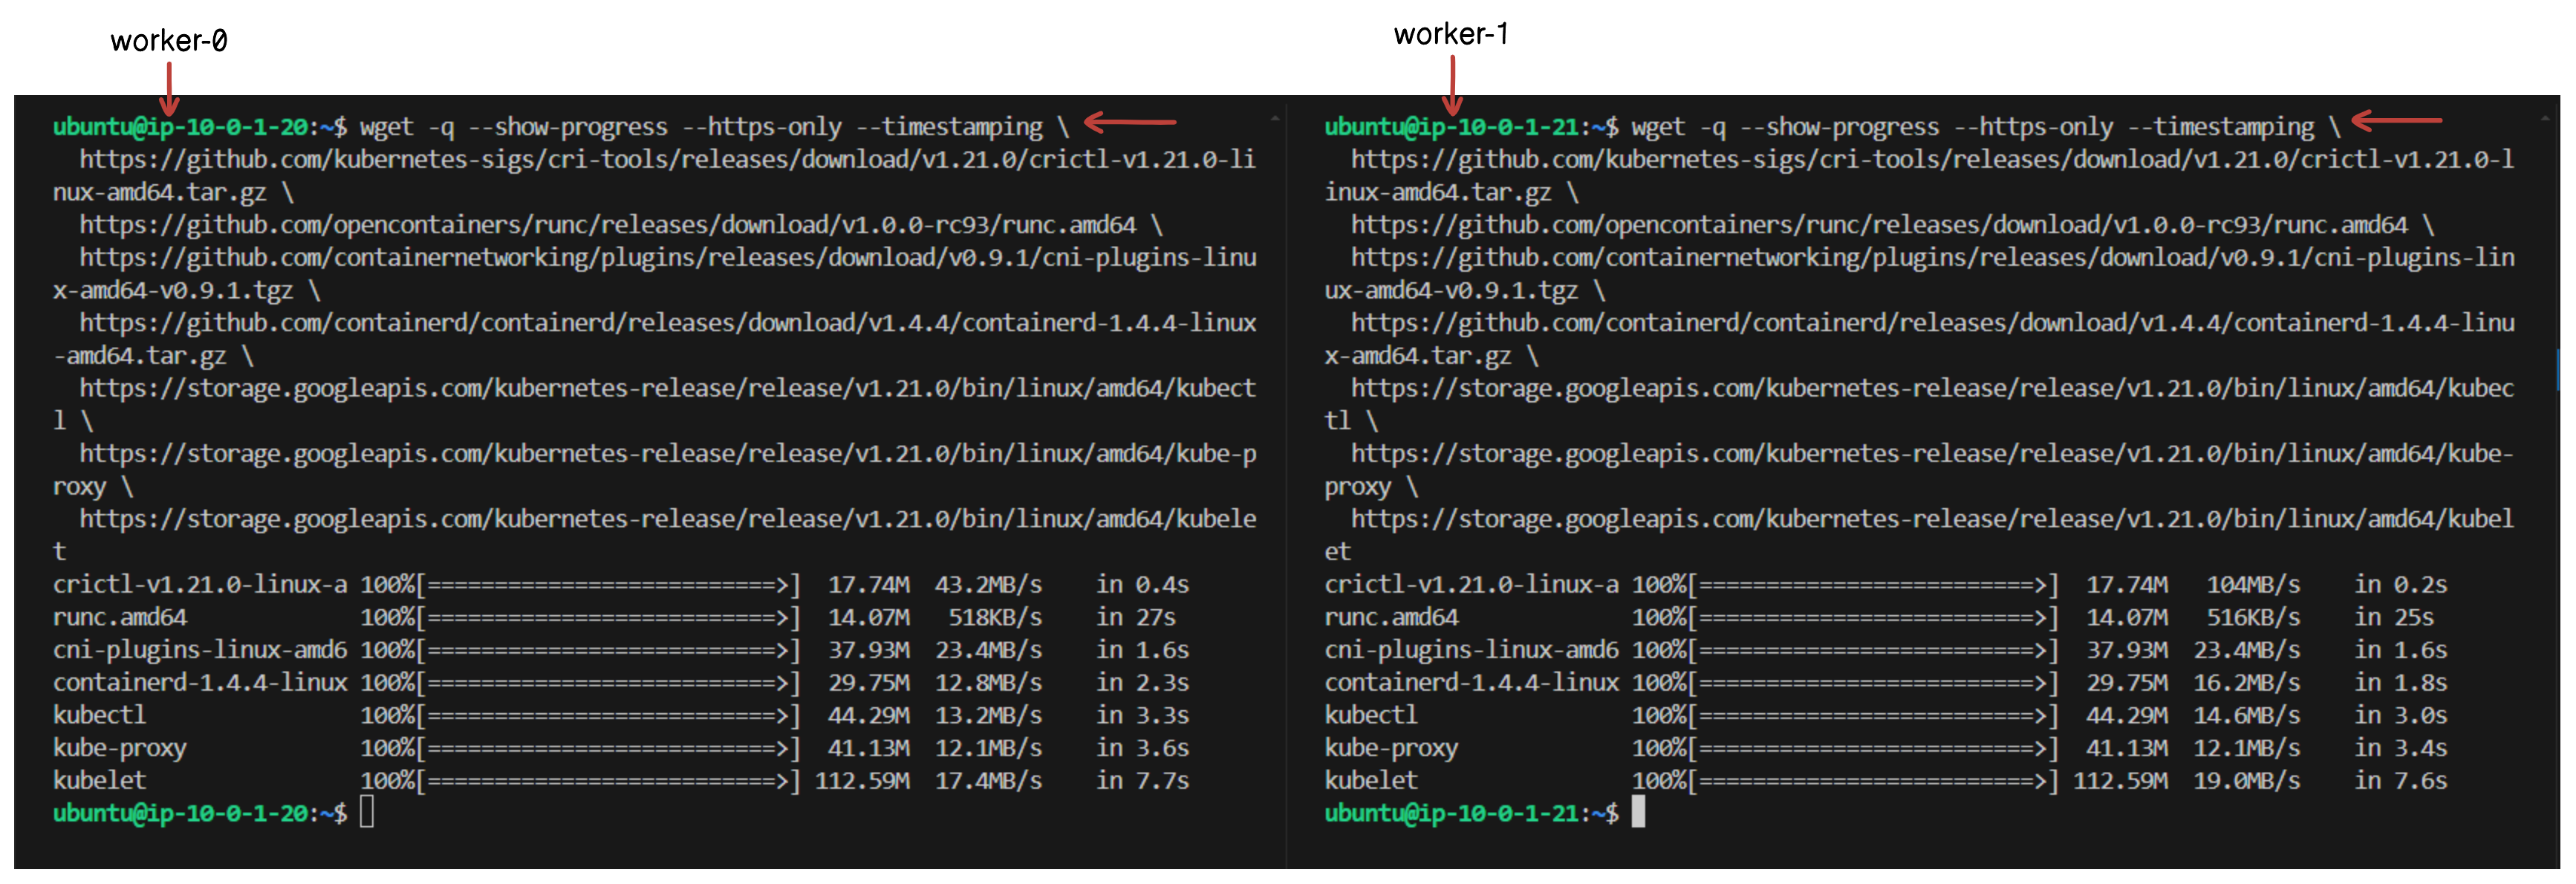 worker-0
ubuntu@ip-10-0-1-20:~$ wget -q --show-progress --https-only --timestamping \
  https://github.com/kubernetes-sigs/cri-tools/releases/download/v1.21.0/crictl-v1.21.0-li
nux-amd64.tar.gz \
  https://github.com/opencontainers/runc/releases/download/v1.0.0-rc93/runc.amd64 \
  https://github.com/containernetworking/plugins/releases/download/v0.9.1/cni-plugins-linu
x-amd64-v0.9.1.tgz \
  https://github.com/containerd/containerd/releases/download/v1.4.4/containerd-1.4.4-linux
-amd64.tar.gz \
  https://storage.googleapis.com/kubernetes-release/release/v1.21.0/bin/linux/amd64/kubect
l \
  https://storage.googleapis.com/kubernetes-release/release/v1.21.0/bin/linux/amd64/kube-p
roxy \
  https://storage.googleapis.com/kubernetes-release/release/v1.21.0/bin/linux/amd64/kubele
t
crictl-v1.21.0-linux-a 100%[==========================>]  17.74M  43.2MB/s    in 0.4s
runc.amd64             100%[==========================>]  14.07M   518KB/s    in 27s
cni-plugins-linux-amd6 100%[==========================>]  37.93M  23.4MB/s    in 1.6s
containerd-1.4.4-linux 100%[==========================>]  29.75M  12.8MB/s    in 2.3s
kubectl                100%[==========================>]  44.29M  13.2MB/s    in 3.3s
kube-proxy             100%[==========================>]  41.13M  12.1MB/s    in 3.6s
kubelet                100%[==========================>] 112.59M  17.4MB/s    in 7.7s
ubuntu@ip-10-0-1-20:~$
worker-1
ubuntu@ip-10-0-1-21:~$ wget -q --show-progress --https-only --timestamping \
  https://github.com/kubernetes-sigs/cri-tools/releases/download/v1.21.0/crictl-v1.21.0-l
inux-amd64.tar.gz \
  https://github.com/opencontainers/runc/releases/download/v1.0.0-rc93/runc.amd64 \
  https://github.com/containernetworking/plugins/releases/download/v0.9.1/cni-plugins-lin
ux-amd64-v0.9.1.tgz \
  https://github.com/containerd/containerd/releases/download/v1.4.4/containerd-1.4.4-linu
x-amd64.tar.gz \
  https://storage.googleapis.com/kubernetes-release/release/v1.21.0/bin/linux/amd64/kubec
tl \
  https://storage.googleapis.com/kubernetes-release/release/v1.21.0/bin/linux/amd64/kube-
proxy \
  https://storage.googleapis.com/kubernetes-release/release/v1.21.0/bin/linux/amd64/kubel
et
crictl-v1.21.0-linux-a 100%[=========================>]  17.74M   104MB/s    in 0.2s
runc.amd64             100%[=========================>]  14.07M   516KB/s    in 25s
cni-plugins-linux-amd6 100%[=========================>]  37.93M  23.4MB/s    in 1.6s
containerd-1.4.4-linux 100%[=========================>]  29.75M  16.2MB/s    in 1.8s
kubectl                100%[=========================>]  44.29M  14.6MB/s    in 3.0s
kube-proxy             100%[=========================>]  41.13M  12.1MB/s    in 3.4s
kubelet                100%[=========================>] 112.59M  19.0MB/s    in 7.6s
ubuntu@ip-10-0-1-21:~$